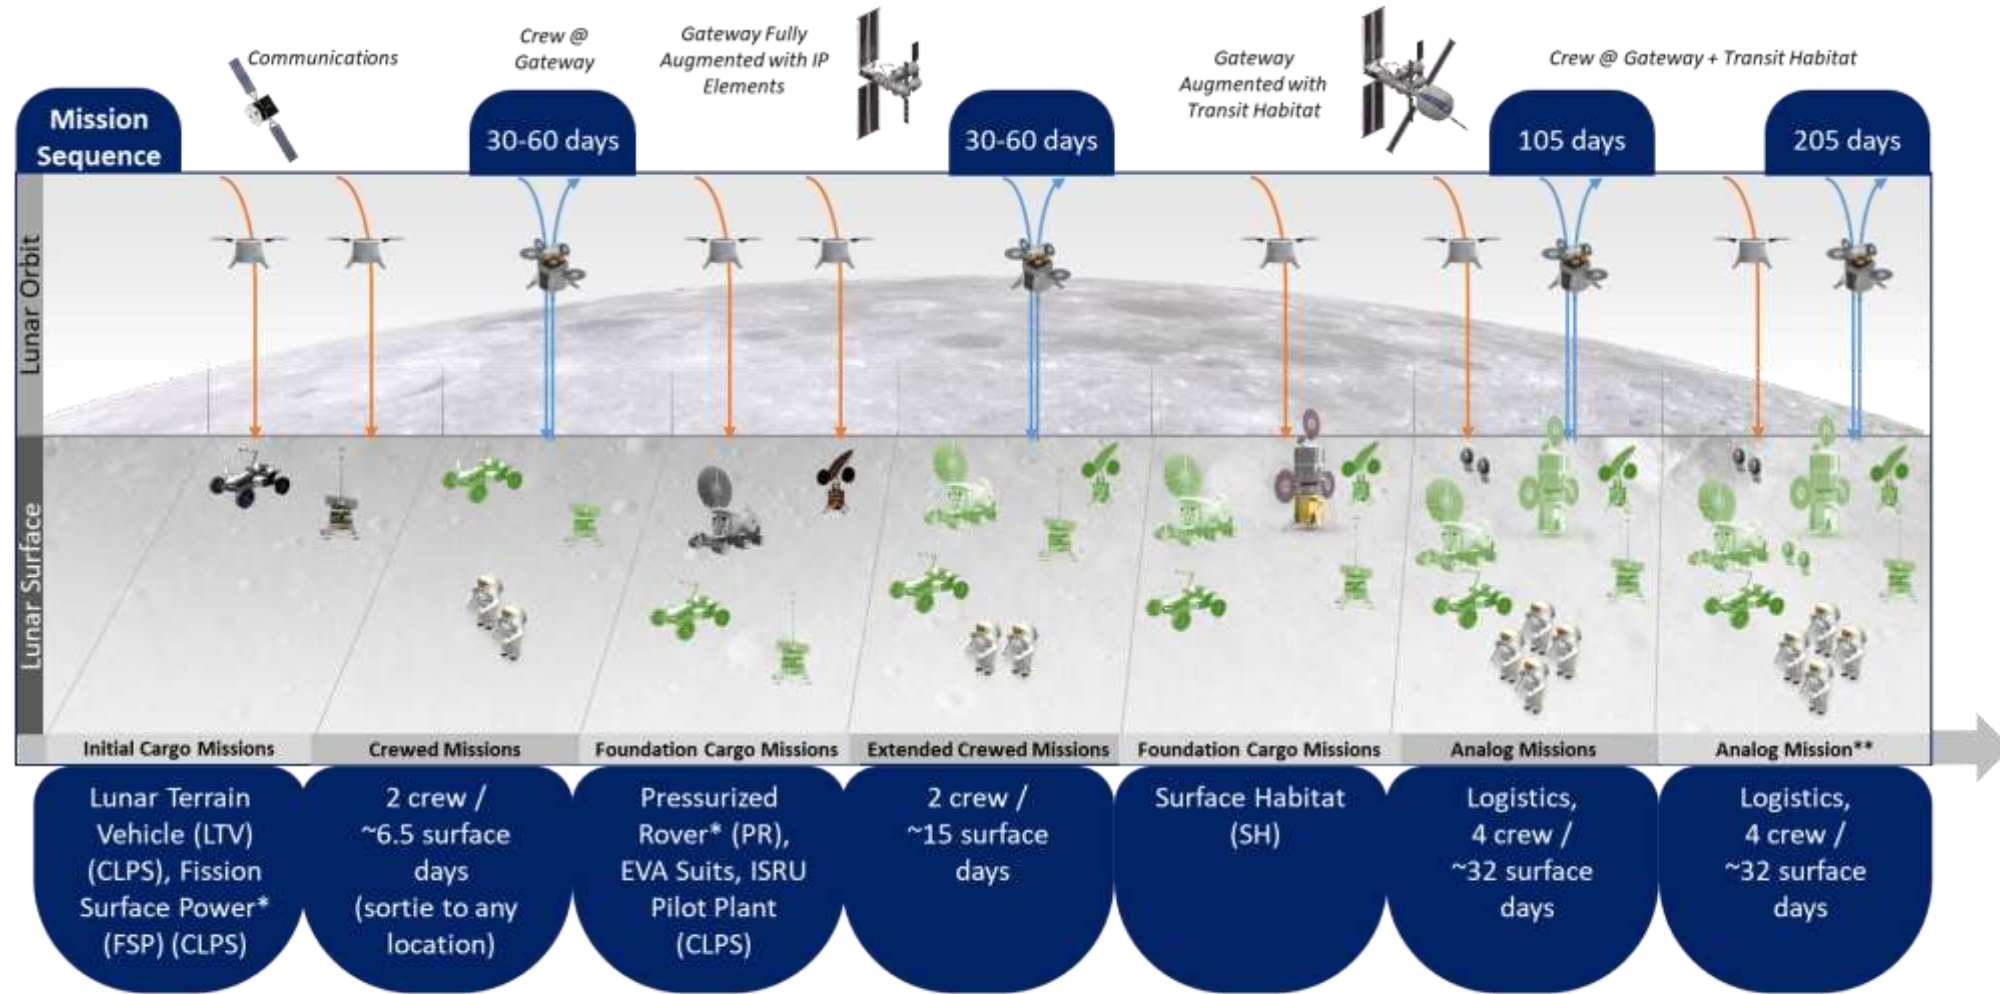 Communications
Crew @
Gateway
Gateway Fully
Augmented with IP
Elements
Gateway
Augmented with
Transit Habitat
Crew @ Gateway + Transit Habitat
Mission
Sequence
30-60 days
30-60 days
105 days
205 days
Lunar Orbit
Lunar Surface
Initial Cargo Missions
Crewed Missions
Foundation Cargo Missions
Extended Crewed Missions
Foundation Cargo Missions
Analog Missions
Analog Mission**
Lunar Terrain
Vehicle (LTV)
(CLPS), Fission
Surface Power*
(FSP) (CLPS)
2 crew /
~6.5 surface
days
(sortie to any
location)
Pressurized
Rover* (PR),
EVA Suits, ISRU
Pilot Plant
(CLPS)
2 crew /
~15 surface
days
Surface Habitat
(SH)
Logistics,
4 crew /
~32 surface
days
Logistics,
4 crew /
~32 surface
days